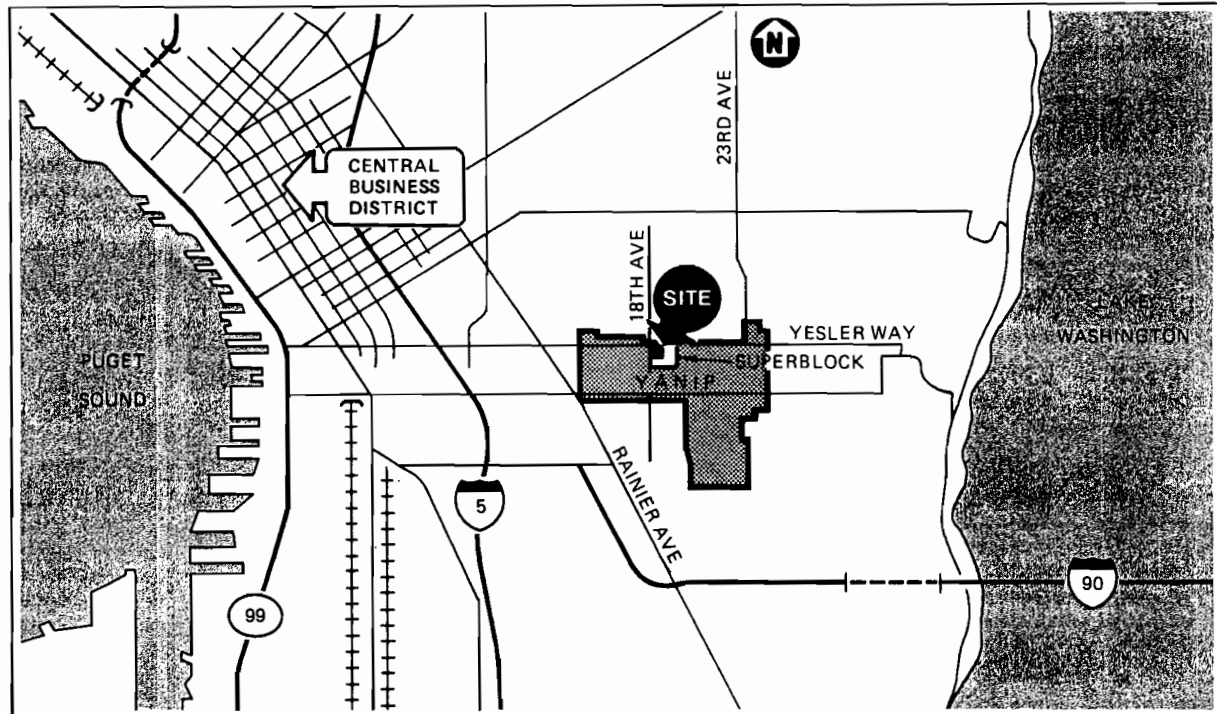 N
CENTRAL
BUSINESS
DISTRICT
23RD AVE
18TH AVE
SITE
YESLER WAY
SUPERBLOCK
YANIP
LAKE
WASHINGTON
PUGET
SOUND
RAINIER AVE
5
99
90